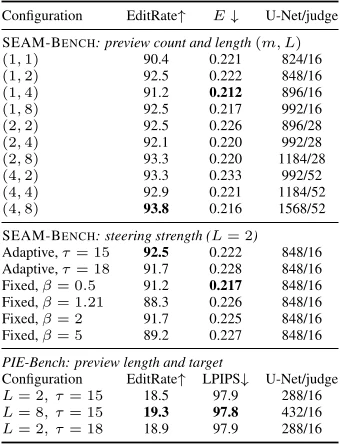 Configuration EditRate↑ E ↓ U-Net/judge
SEAM-BENCH: preview count and length (m, L)
(1, 1) 90.4 0.221 824/16
(1, 2) 92.5 0.222 848/16
(1, 4) 91.2 0.212 896/16
(1, 8) 92.5 0.217 992/16
(2, 2) 92.5 0.226 896/28
(2, 4) 92.1 0.220 992/28
(2, 8) 93.3 0.220 1184/28
(4, 2) 93.3 0.233 992/52
(4, 4) 92.9 0.221 1184/52
(4, 8) 93.8 0.216 1568/52
SEAM-BENCH: steering strength (L = 2)
Adaptive, τ = 15 92.5 0.222 848/16
Adaptive, τ = 18 91.7 0.228 848/16
Fixed, β = 0.5 91.2 0.217 848/16
Fixed, β = 1.21 88.3 0.226 848/16
Fixed, β = 2 91.7 0.225 848/16
Fixed, β = 5 89.2 0.227 848/16
PIE-Bench: preview length and target
Configuration EditRate↑ LPIPS↓ U-Net/judge
L = 2, τ = 15 18.5 97.9 288/16
L = 8, τ = 15 19.3 97.8 432/16
L = 2, τ = 18 18.9 97.9 288/16